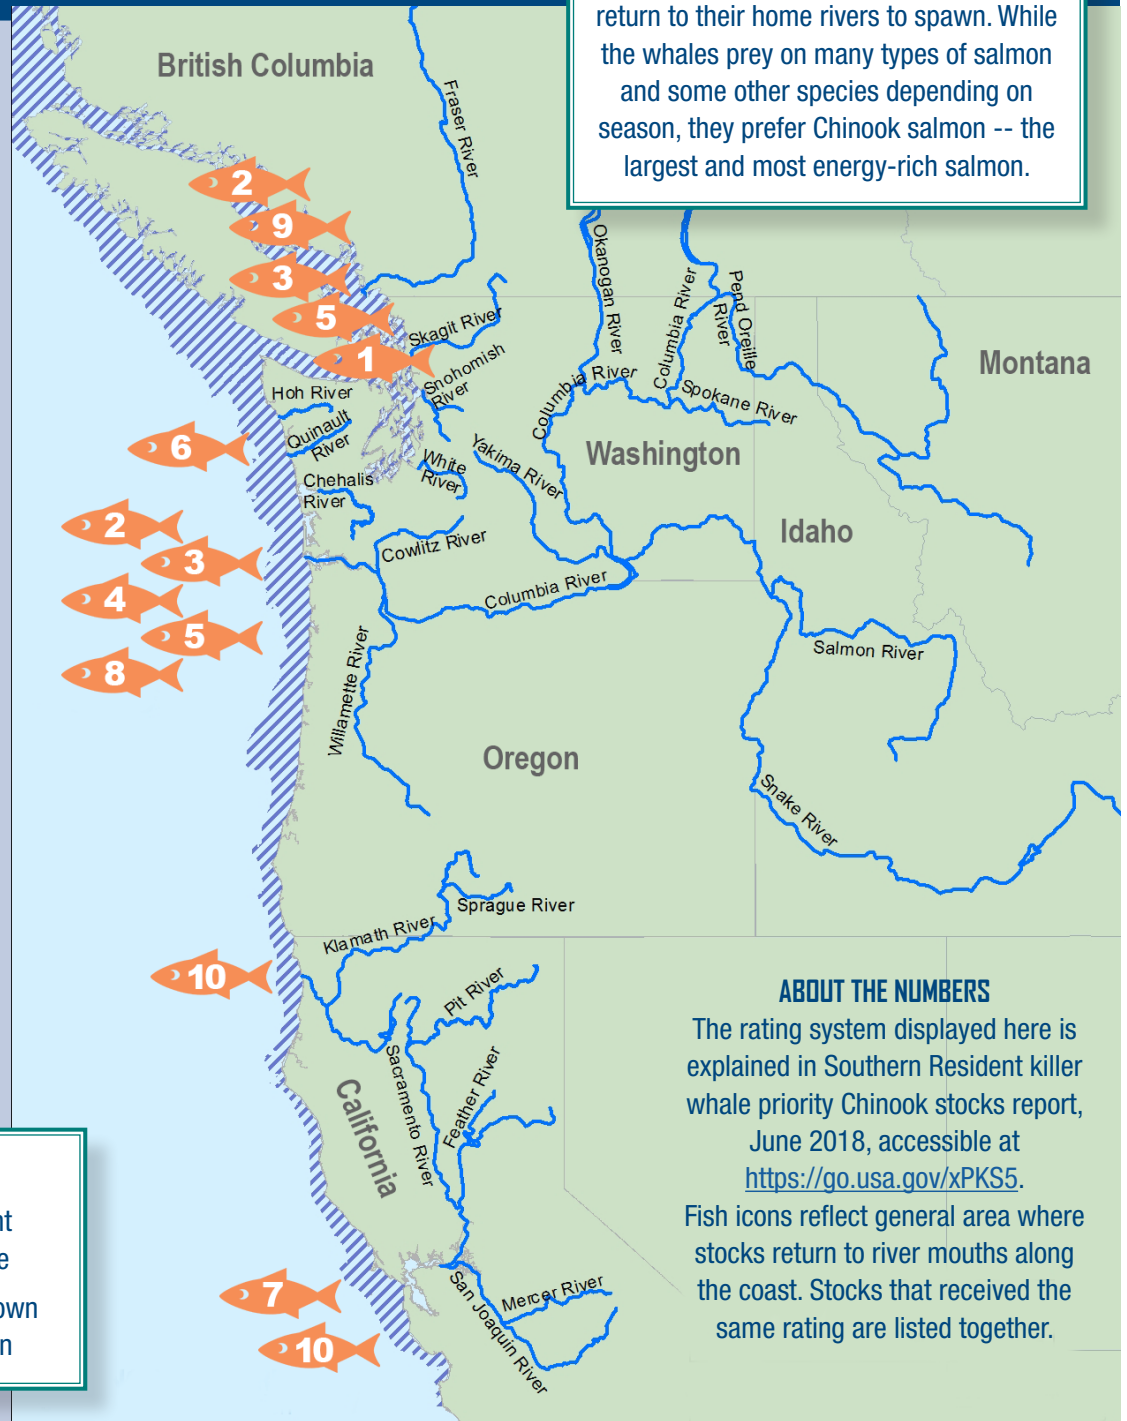 return to their home rivers to spawn. While
the whales prey on many types of salmon
and some other species depending on
season, they prefer Chinook salmon -- the
largest and most energy-rich salmon.
British Columbia
Fraser River
2
9
3
5
1
Okanogan River
Columbia River
Pend Oreille
River
Skagit River
Snohomish
River
Montana
Hoh River
Quinault
River
Columbia River
Spokane River
6
Chehalis
River
White
River
Yakima River
Washington
Idaho
2
3
4
5
8
Cowlitz River
Columbia River
Willamette River
Salmon River
Oregon
Snake River
Sprague River
Klamath River
10
Pit River
Sacramento River
Feather River
California
ABOUT THE NUMBERS
The rating system displayed here is
explained in Southern Resident killer
whale priority Chinook stocks report,
June 2018, accessible at
https://go.usa.gov/xPKS5.
Fish icons reflect general area where
stocks return to river mouths along
the coast. Stocks that received the
same rating are listed together.
7
10
San Joaquin River
Mercer River